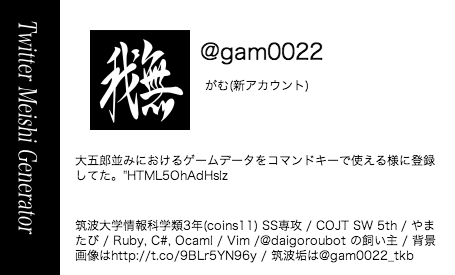 Twitter Meishi Generator
我無
@gam0022
がむ(新アカウント)
大五郎並みにおけるゲームデータをコマンドキーで使える様に登録
してた。"HTML5OhAdHslz
筑波大学情報科学類3年(coins11) SS専攻 / COJT SW 5th / やま
たぴ / Ruby, C#, Ocaml / Vim /@daigoroubot の飼い主 / 背景
画像はhttp://t.co/9BLr5YN96y / 筑波垢は@gam0022_tkb